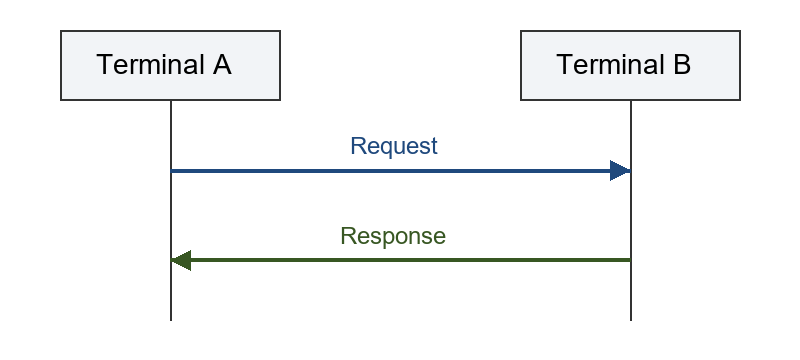 Terminal A
Terminal B
Request
Response